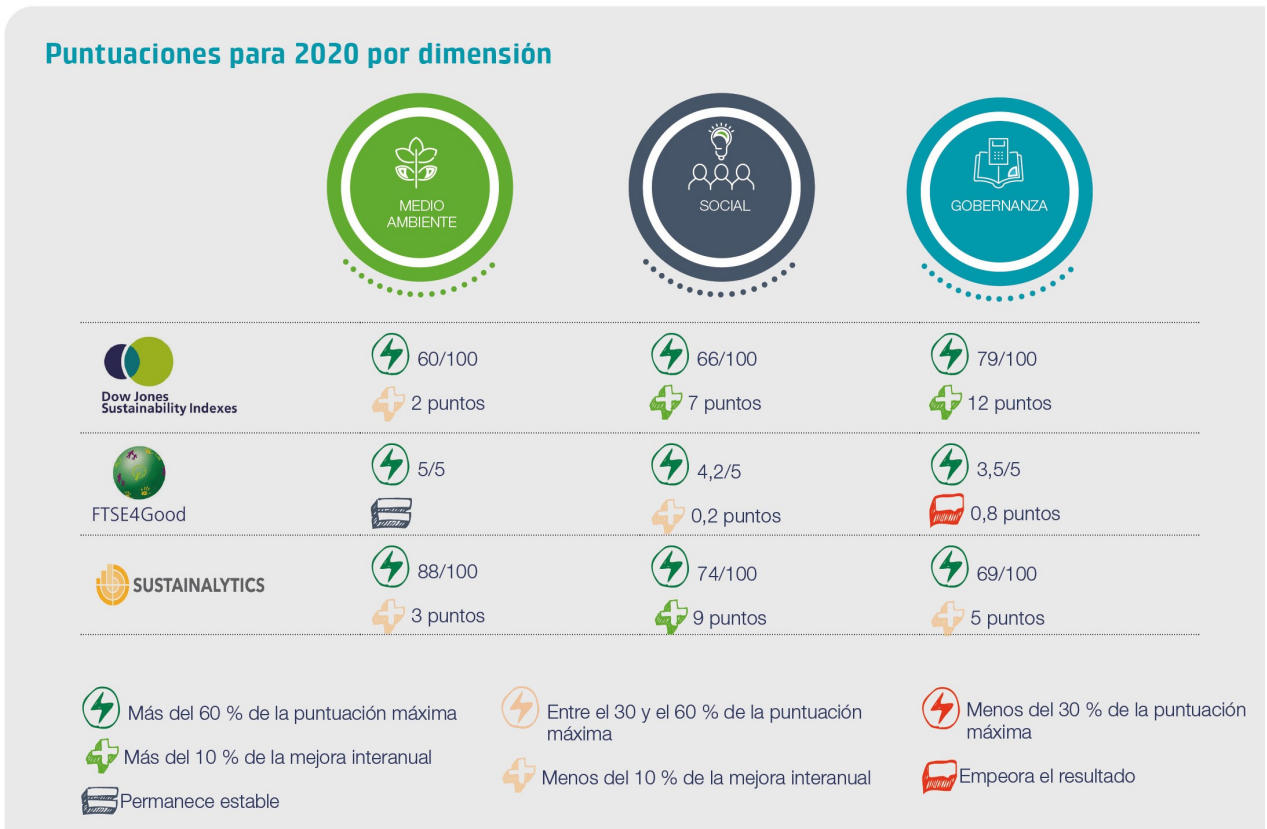 Puntuaciones para 2020 por dimensión
MEDIO
AMBIENTE
SOCIAL
GOBERNANZA
Dow Jones
Sustainability Indexes
60/100
66/100
79/100
2 puntos
7 puntos
12 puntos
FTSE4Good
5/5
4,2/5
3,5/5
0,2 puntos
0,8 puntos
SUSTAINALYTICS
88/100
74/100
69/100
3 puntos
9 puntos
5 puntos
Más del 60 % de la puntuación máxima
Más del 10 % de la mejora interanual
Permanece estable
Entre el 30 y el 60 % de la puntuación
máxima
Menos del 10 % de la mejora interanual
Menos del 30 % de la puntuación
máxima
Empeora el resultado